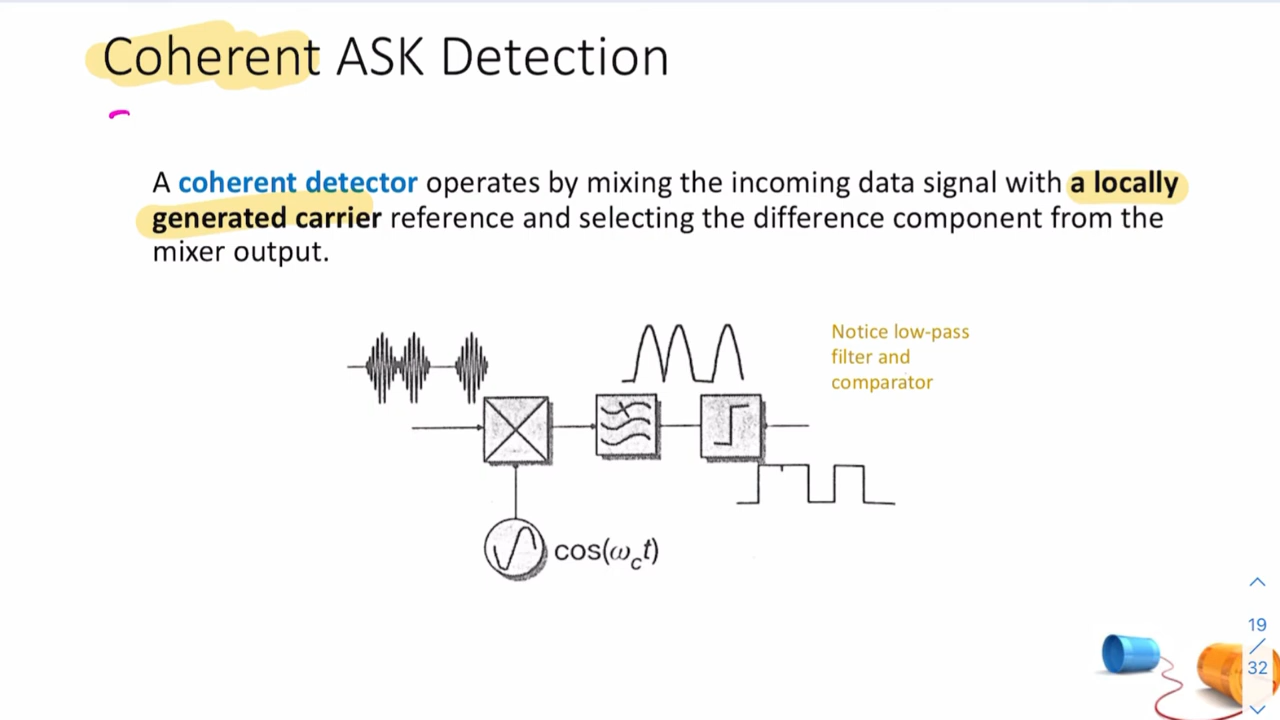 Coherent ASK Detection
A coherent detector operates by mixing the incoming data signal with a locally
generated carrier reference and selecting the difference component from the
mixer output.
Notice low-pass
filter and
comparator
cos(ω_c t)
19
/
32